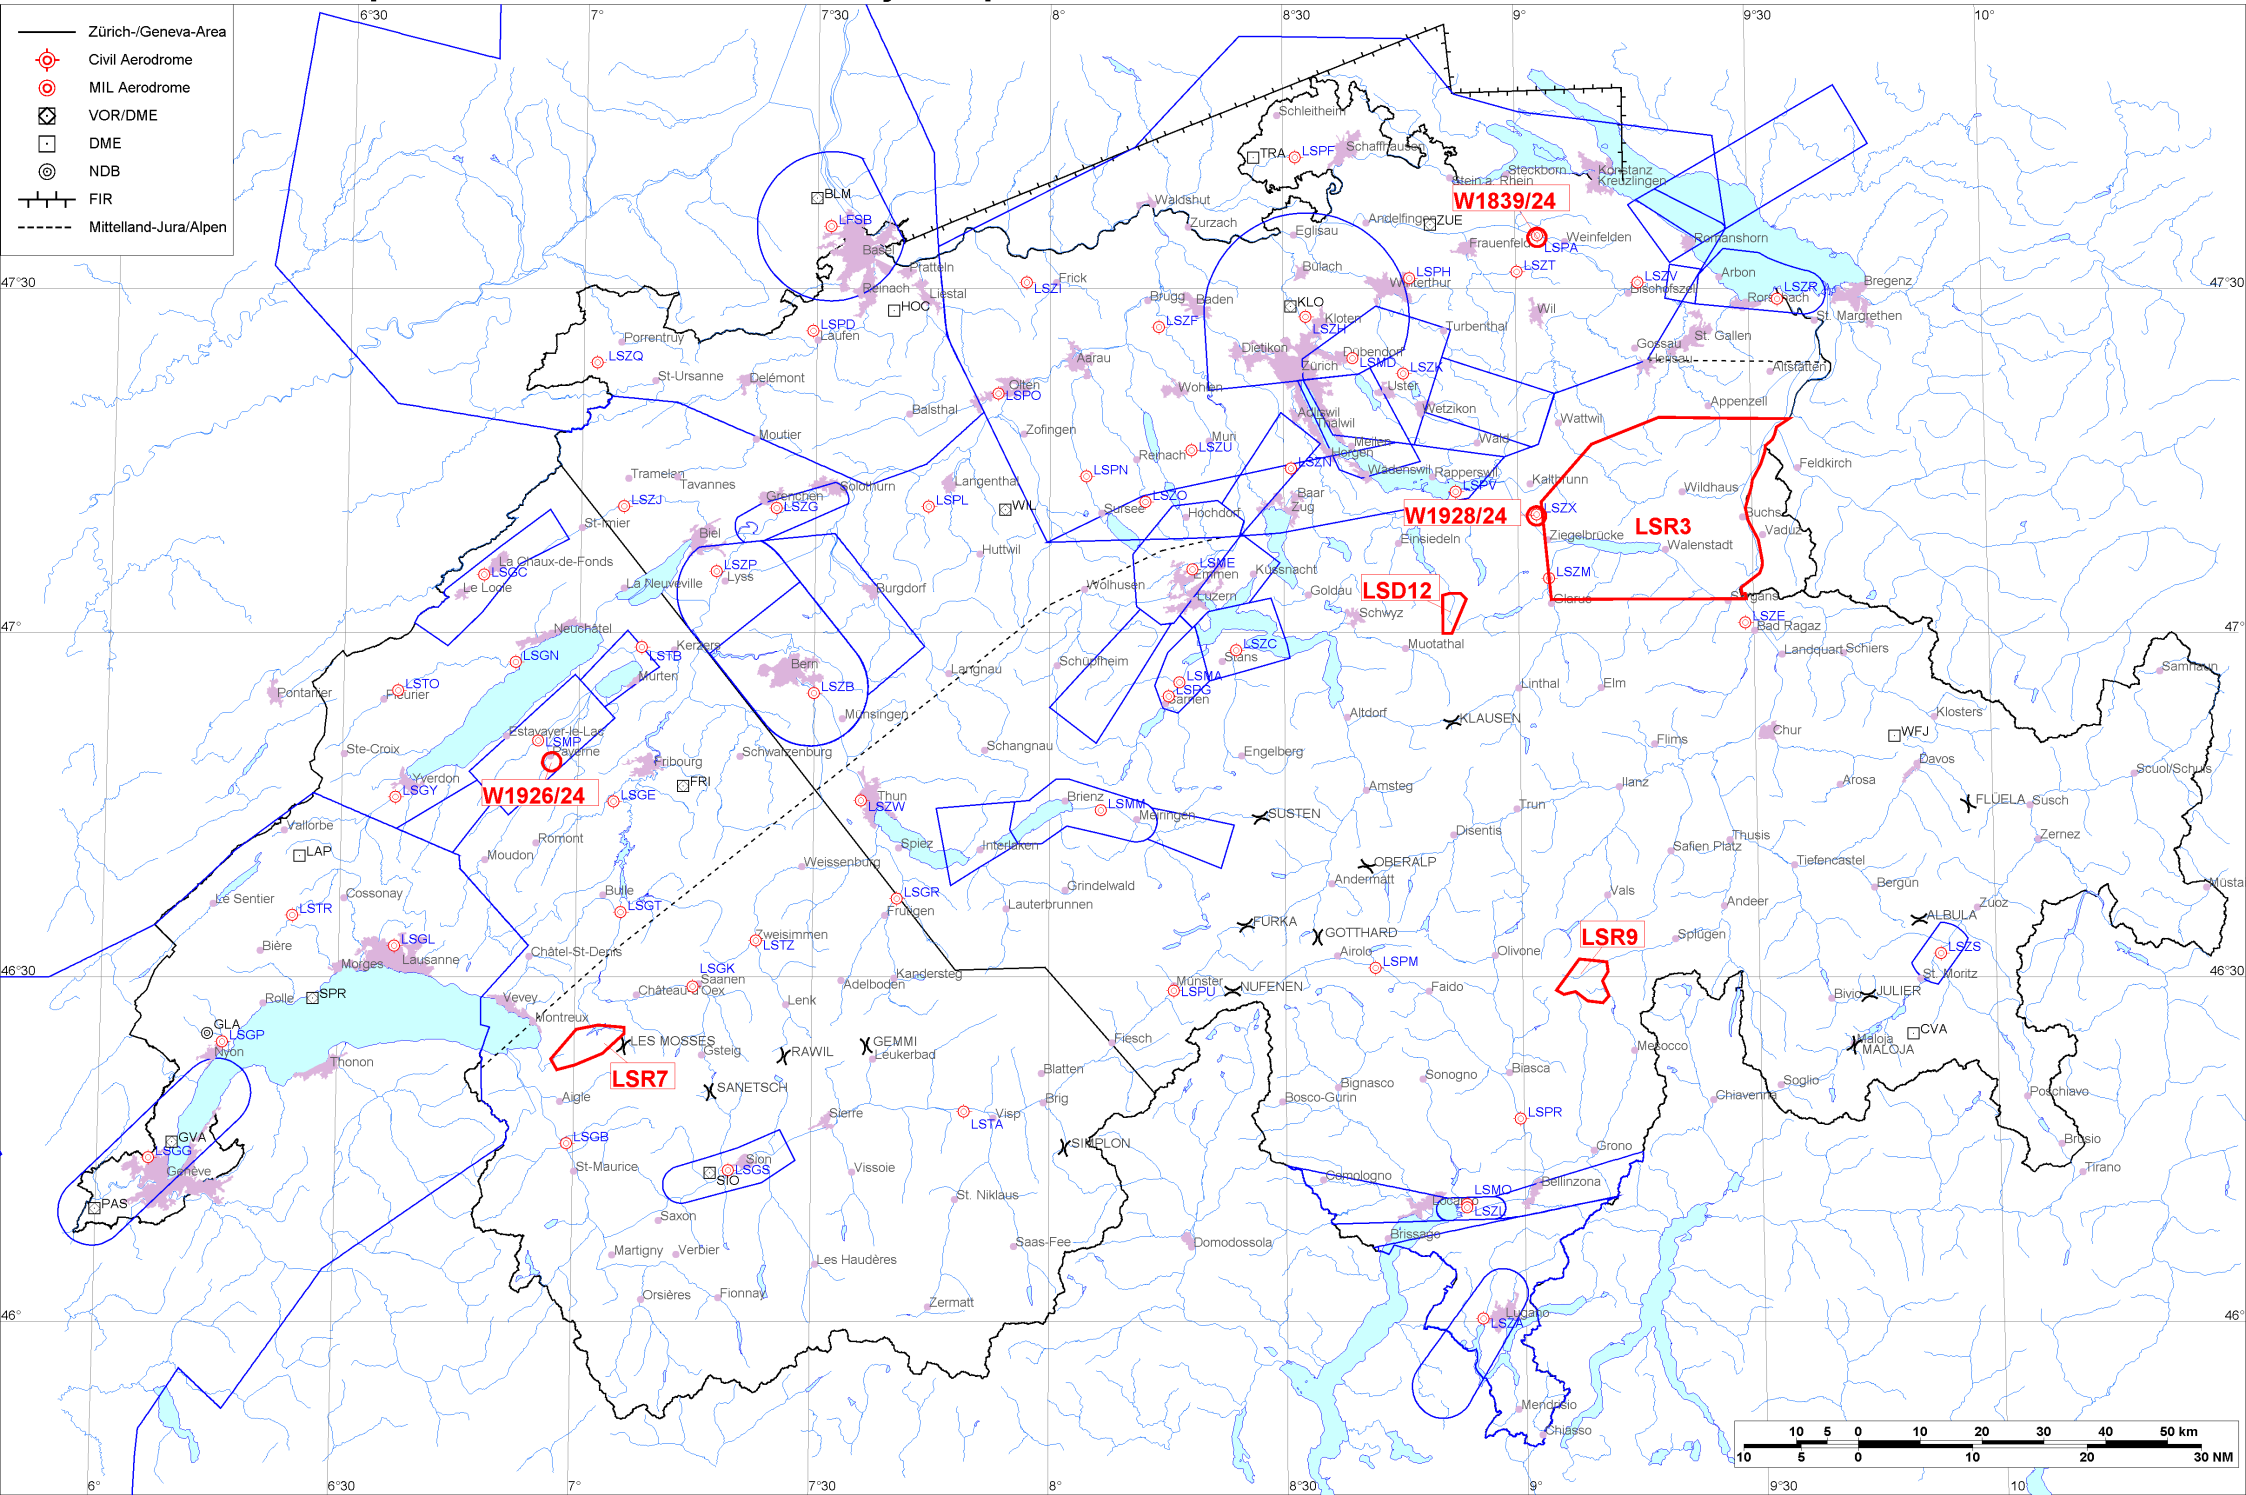 6°30
7°
7°30
8°
8°30
9°
9°30
10°
Zürich-/Geneva-Area
Civil Aerodrome
MIL Aerodrome
VOR/DME
DME
NDB
FIR
Mittelland-Jura/Alpen
Schleitheim
TRA
LSPF
Schaffhausen
BLM
LFSB
Basel
Waldshut
Zurzach
Eglisau
Andelfingen
ZUE
Stein a. Rhein
Steckborn
Konstanz
Kreuzlingen
W1839/24
LSPA
Weinfelden
Frauenfeld
Romanshorn
47°30
Pratteln
Reinach
Liestal
HOC
LSZI
Frick
Brugg
Baden
Bülach
KLO
Kloten
LSZH
LSPH
Winterthur
LSZT
LSZV
Bischofszell
Arbon
LSZR
Rorschach
Bregenz
47°30
St. Margrethen
Porrentruy
LSPD
Laufen
LSZF
Wil
Turbenthal
LSZQ
Aarau
Dietikon
Zürich
Dübendorf
LSMD
LSZK
Gossau
St. Gallen
Herisau
Altstätten
St-Ursanne
Delémont
Olten
LSPO
Wohlen
Uster
Wetzikon
Balsthal
Adliswil
Thalwil
Appenzell
Wattwil
Moutier
Zofingen
Muri
LSZU
Meilen
Horgen
Wald
Reinach
LSZN
Wädenswil
Rapperswil
Feldkirch
Tramelan
Tavannes
Solothurn
Grenchen
LSZG
Langenthal
LSPN
Kaltbrunn
Wildhaus
LSZJ
LSPL
WIL
LSZO
Sursee
Hochdorf
Baar
Zug
LSPV
W1928/24
LSZX
LSR3
Buchs
St-Imier
Biel
Einsiedeln
Ziegelbrücke
Walenstadt
Vaduz
La Chaux-de-Fonds
LSGC
Le Locle
LSZP
Lyss
La Neuveville
Huttwil
Burgdorf
Wolhusen
LSME
Emmen
Küssnacht
Luzern
Goldau
LSD12
LSZM
Glarus
Sargans
Schwyz
LSZE
Bad Ragaz
47°
Neuchâtel
Kerzers
LSTB
Murten
LSGN
Bern
Langnau
Schüpfheim
LSZC
Stans
Muotathal
Landquart
Schiers
Samnaun
47°
LSTO
Fleurier
Pontarlier
LSZB
Münsingen
LSMA
LSPG
Sarnen
Altdorf
Linthal
Elm
Klosters
KLAUSEN
Estavayer-le-Lac
LSMP
Payerne
Ste-Croix
Schwarzenburg
Schangnau
Engelberg
Flims
Chur
WFJ
Davos
Yverdon
LSGY
W1926/24
Fribourg
FRI
LSGE
Thun
LSZW
Brienz
LSMM
Meiringen
Amsteg
SUSTEN
Trun
Ilanz
Arosa
Scuol/Schuls
FLÜELA
Susch
Vallorbe
LAP
Romont
Moudon
Weissenburg
Spiez
Interlaken
OBERALP
Disentis
Safien Platz
Thusis
Zernez
Tiefencastel
Le Sentier
Cossonay
LSTR
Bulle
LSGT
LSGR
Frutigen
Grindelwald
Lauterbrunnen
Andermatt
Vals
Andeer
Bergün
ALBULA
Zuoz
Müsta
Bière
LSGL
Lausanne
Morges
Châtel-St-Denis
Zweisimmen
LSTZ
FURKA
GOTTHARD
Airolo
LSPM
Olivone
LSR9
Splügen
LSZS
46°30
St. Moritz
46°30
SPR
Rolle
Vevey
Montreux
LSGK
Saanen
Château-d'Oex
Adelboden
Kandersteg
Lenk
Münster
LSPU
NUFENEN
Faido
Bivio
JULIER
GLA
LSGP
Nyon
Thonon
LES MOSSES
Gsteig
RAWIL
GEMMI
Leukerbad
Fiesch
Mesocco
CVA
Maloja
MALOJA
LSR7
Aigle
SANETSCH
Blatten
Brig
Bignasco
Sonogno
Biasca
Bosco-Gurin
Chiavenna
Soglio
Poschiavo
GVA
LSGG
Genève
PAS
LSGB
St-Maurice
Sierre
LSTA
Visp
SIMPLON
LSPR
Grono
Brusio
Tirano
Sion
LSGS
SIO
Vissoie
St. Niklaus
Comologno
LSMO
Locarno
LSZL
Bellinzona
Saxon
Martigny
Verbier
Les Haudères
Saas-Fee
Domodossola
Brissago
Orsières
Fionnay
Zermatt
46°
Lugano
LSZA
46°
Mendrisio
Chiasso
10 5 0 10 20 30 40 50 km
10 5 0 10 20 30 NM
6°
6°30
7°
7°30
8°
8°30
9°
9°30
10°